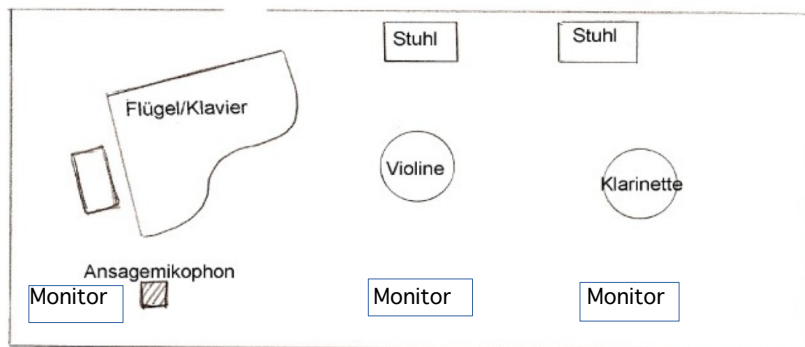 Stuhl
Stuhl
Flügel/Klavier
Violine
Klarinette
Ansagemikophon
Monitor
Monitor
Monitor